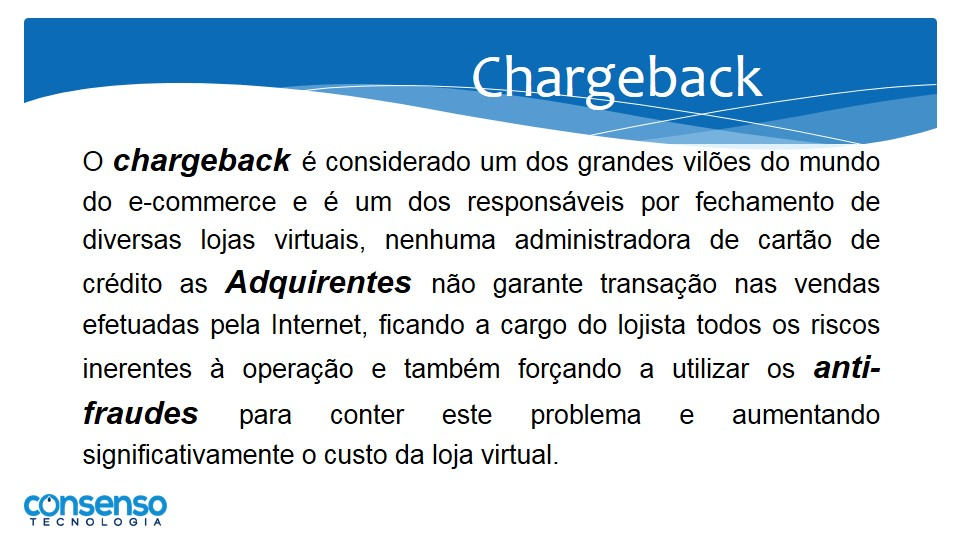 Chargeback
O chargeback é considerado um dos grandes vilões do mundo
do e-commerce e é um dos responsáveis por fechamento de
diversas lojas virtuais, nenhuma administradora de cartão de
crédito as Adquirentes não garante transação nas vendas
efetuadas pela Internet, ficando a cargo do lojista todos os riscos
inerentes à operação e também forçando a utilizar os anti-
fraudes para conter este problema e aumentando
significativamente o custo da loja virtual.
consenso
TECNOLOGIA